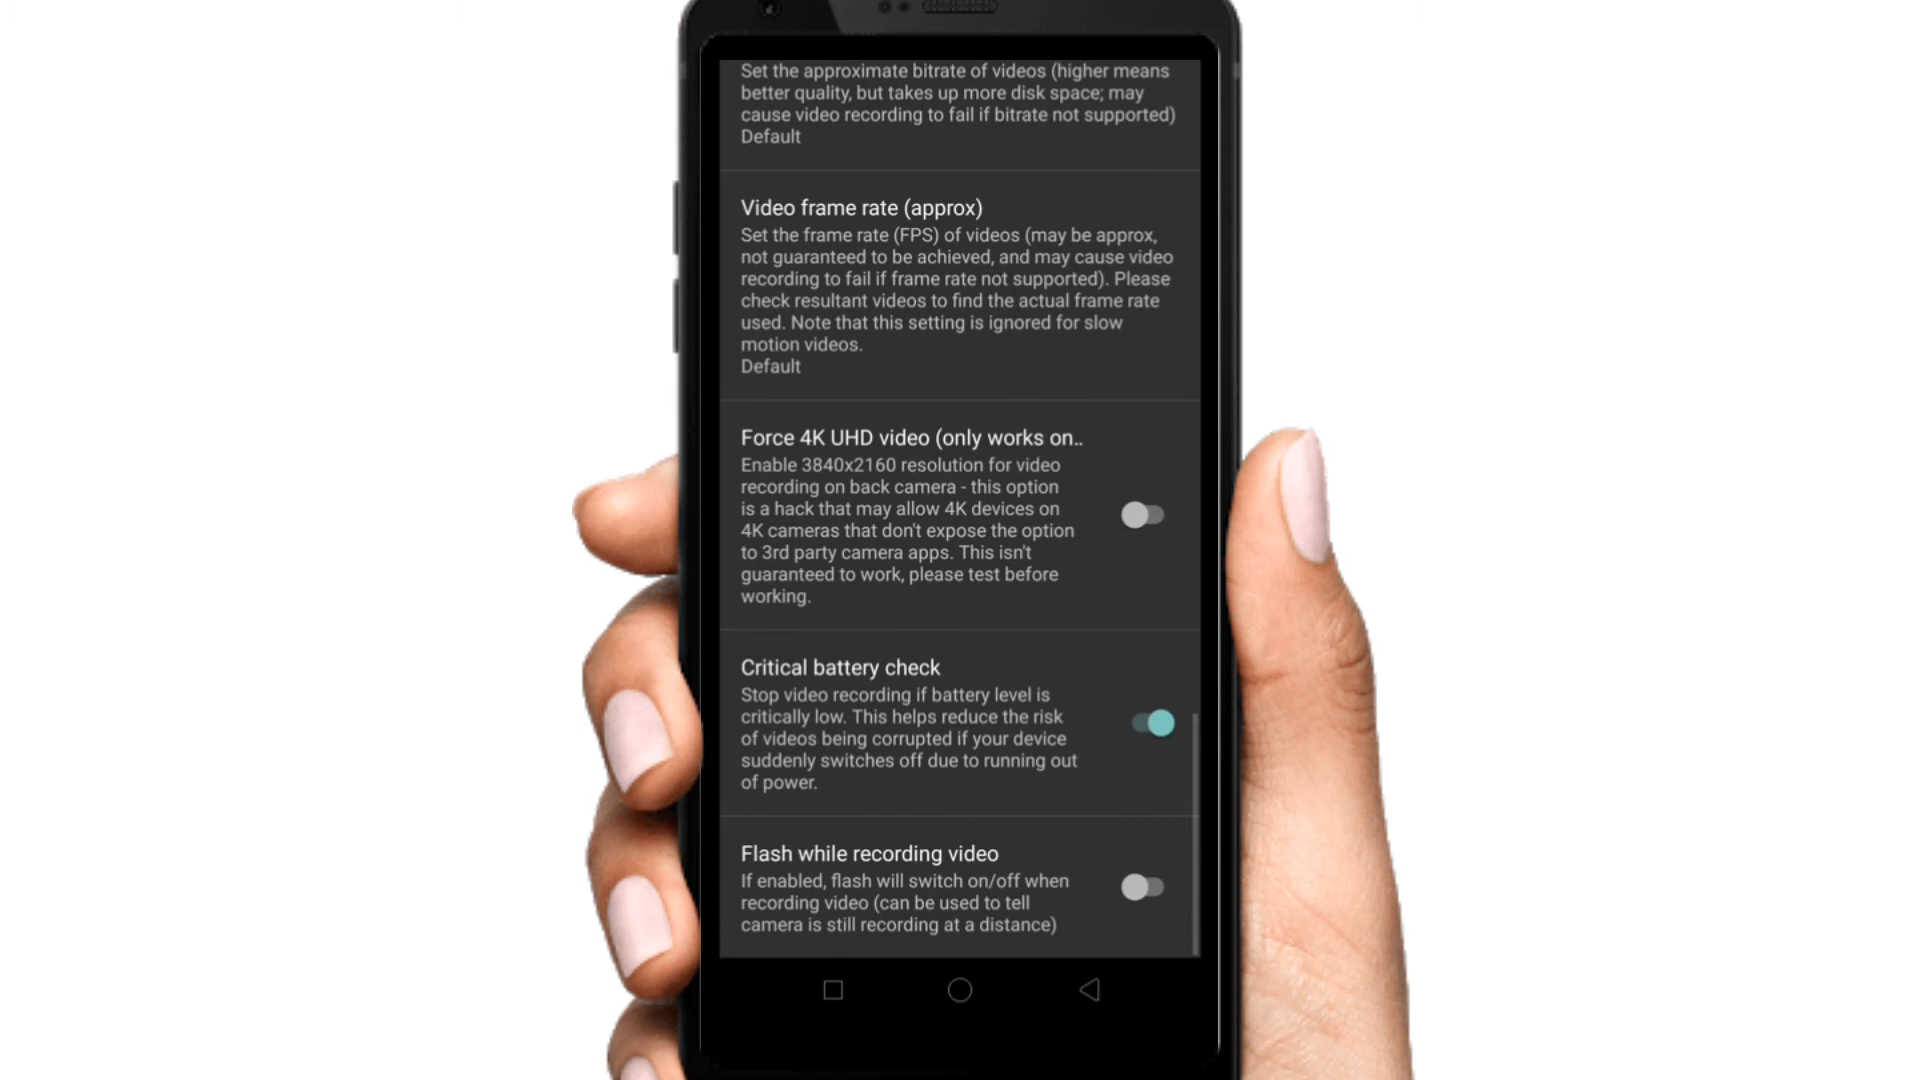 Set the approximate bitrate of videos (higher means
better quality, but takes up more disk space; may
cause video recording to fail if bitrate not supported)
Default
Video frame rate (approx)
Set the frame rate (FPS) of videos (may be approx,
not guaranteed to be achieved, and may cause video
recording to fail if frame rate not supported). Please
check resultant videos to find the actual frame rate
used. Note that this setting is ignored for slow
motion videos.
Default
Force 4K UHD video (only works on..
Enable 3840x2160 resolution for video
recording on back camera - this option
is a hack that may allow 4K devices on
4K cameras that don't expose the option
to 3rd party camera apps. This isn't
guaranteed to work, please test before
working.
Critical battery check
Stop video recording if battery level is
critically low. This helps reduce the risk
of videos being corrupted if your device
suddenly switches off due to running out
of power.
Flash while recording video
If enabled, flash will switch on/off when
recording video (can be used to tell
camera is still recording at a distance)